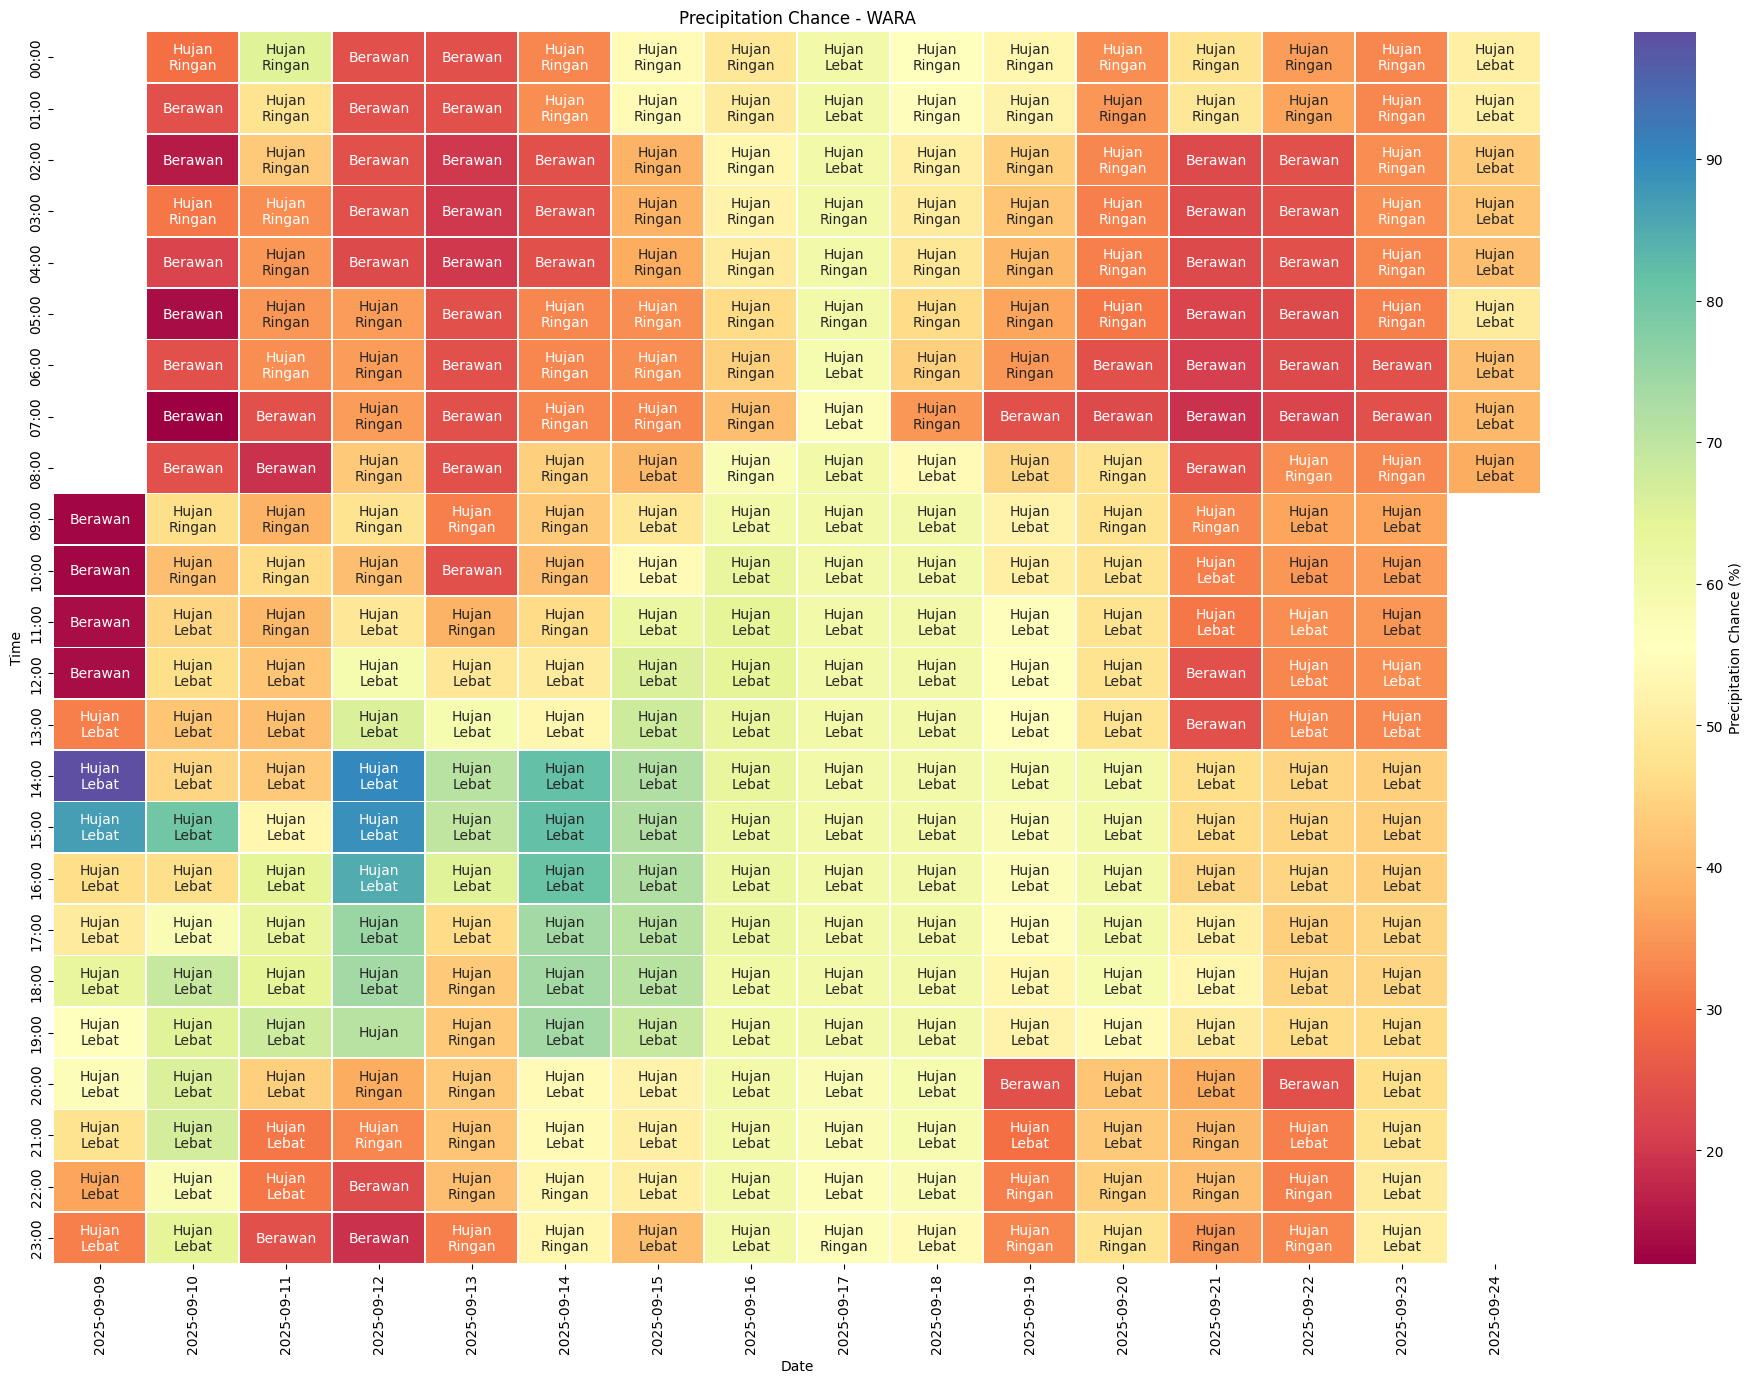 Precipitation Chance - WARA
00:00 Hujan Ringan Hujan Ringan Berawan Berawan Hujan Ringan Hujan Ringan Hujan Ringan Hujan Lebat Hujan Ringan Hujan Ringan Hujan Ringan Hujan Ringan Hujan Ringan Hujan Ringan Hujan Lebat
01:00 Berawan Hujan Ringan Berawan Berawan Hujan Ringan Hujan Ringan Hujan Ringan Hujan Lebat Hujan Ringan Hujan Ringan Hujan Ringan Hujan Ringan Hujan Ringan Hujan Ringan Hujan Lebat
02:00 Berawan Hujan Ringan Berawan Berawan Berawan Hujan Ringan Hujan Ringan Hujan Lebat Hujan Ringan Hujan Ringan Hujan Ringan Berawan Berawan Hujan Ringan Hujan Lebat
03:00 Hujan Ringan Hujan Ringan Berawan Berawan Berawan Hujan Ringan Hujan Ringan Hujan Ringan Hujan Ringan Hujan Ringan Hujan Ringan Berawan Berawan Hujan Ringan Hujan Lebat
04:00 Berawan Hujan Ringan Berawan Berawan Berawan Hujan Ringan Hujan Ringan Hujan Ringan Hujan Ringan Hujan Ringan Hujan Ringan Berawan Berawan Hujan Ringan Hujan Lebat
05:00 Berawan Hujan Ringan Hujan Ringan Berawan Hujan Ringan Hujan Ringan Hujan Ringan Hujan Ringan Hujan Ringan Hujan Ringan Hujan Ringan Berawan Berawan Hujan Ringan Hujan Lebat
06:00 Berawan Hujan Ringan Hujan Ringan Berawan Hujan Ringan Hujan Ringan Hujan Ringan Hujan Lebat Hujan Ringan Hujan Ringan Berawan Berawan Berawan Berawan Hujan Lebat
07:00 Berawan Berawan Hujan Ringan Berawan Hujan Ringan Hujan Ringan Hujan Ringan Hujan Lebat Hujan Ringan Berawan Berawan Berawan Berawan Berawan Hujan Lebat
08:00 Berawan Berawan Hujan Ringan Berawan Hujan Ringan Hujan Lebat Hujan Ringan Hujan Lebat Hujan Lebat Hujan Lebat Hujan Ringan Berawan Hujan Ringan Hujan Ringan Hujan Lebat
09:00 Berawan Hujan Ringan Hujan Ringan Hujan Ringan Hujan Ringan Hujan Ringan Hujan Lebat Hujan Lebat Hujan Lebat Hujan Lebat Hujan Lebat Hujan Ringan Hujan Ringan Hujan Lebat Hujan Lebat
10:00 Berawan Hujan Ringan Hujan Ringan Hujan Ringan Berawan Hujan Ringan Hujan Lebat Hujan Lebat Hujan Lebat Hujan Lebat Hujan Lebat Hujan Lebat Hujan Lebat Hujan Lebat Hujan Lebat
11:00 Berawan Hujan Lebat Hujan Ringan Hujan Lebat Hujan Ringan Hujan Ringan Hujan Lebat Hujan Lebat Hujan Lebat Hujan Lebat Hujan Lebat Hujan Lebat Hujan Lebat Hujan Lebat Hujan Lebat
12:00 Berawan Hujan Lebat Hujan Lebat Hujan Lebat Hujan Lebat Hujan Lebat Hujan Lebat Hujan Lebat Hujan Lebat Hujan Lebat Hujan Lebat Hujan Lebat Berawan Hujan Lebat Hujan Lebat
13:00 Hujan Lebat Hujan Lebat Hujan Lebat Hujan Lebat Hujan Lebat Hujan Lebat Hujan Lebat Hujan Lebat Hujan Lebat Hujan Lebat Hujan Lebat Hujan Lebat Berawan Hujan Lebat Hujan Lebat
14:00 Hujan Lebat Hujan Lebat Hujan Lebat Hujan Lebat Hujan Lebat Hujan Lebat Hujan Lebat Hujan Lebat Hujan Lebat Hujan Lebat Hujan Lebat Hujan Lebat Hujan Lebat Hujan Lebat Hujan Lebat
15:00 Hujan Lebat Hujan Lebat Hujan Lebat Hujan Lebat Hujan Lebat Hujan Lebat Hujan Lebat Hujan Lebat Hujan Lebat Hujan Lebat Hujan Lebat Hujan Lebat Hujan Lebat Hujan Lebat Hujan Lebat
16:00 Hujan Lebat Hujan Lebat Hujan Lebat Hujan Lebat Hujan Lebat Hujan Lebat Hujan Lebat Hujan Lebat Hujan Lebat Hujan Lebat Hujan Lebat Hujan Lebat Hujan Lebat Hujan Lebat Hujan Lebat
17:00 Hujan Lebat Hujan Lebat Hujan Lebat Hujan Lebat Hujan Lebat Hujan Lebat Hujan Lebat Hujan Lebat Hujan Lebat Hujan Lebat Hujan Lebat Hujan Lebat Hujan Lebat Hujan Lebat Hujan Lebat
18:00 Hujan Lebat Hujan Lebat Hujan Lebat Hujan Lebat Hujan Ringan Hujan Lebat Hujan Lebat Hujan Lebat Hujan Lebat Hujan Lebat Hujan Lebat Hujan Lebat Hujan Lebat Hujan Lebat Hujan Lebat
19:00 Hujan Lebat Hujan Lebat Hujan Lebat Hujan Hujan Ringan Hujan Lebat Hujan Lebat Hujan Lebat Hujan Lebat Hujan Lebat Hujan Lebat Hujan Lebat Hujan Lebat Hujan Lebat Hujan Lebat
20:00 Hujan Lebat Hujan Lebat Hujan Lebat Hujan Ringan Hujan Ringan Hujan Lebat Hujan Lebat Hujan Lebat Hujan Lebat Hujan Lebat Berawan Hujan Lebat Hujan Lebat Berawan Hujan Lebat
21:00 Hujan Lebat Hujan Lebat Hujan Lebat Hujan Ringan Hujan Ringan Hujan Lebat Hujan Lebat Hujan Lebat Hujan Lebat Hujan Lebat Hujan Lebat Hujan Lebat Hujan Ringan Hujan Lebat Hujan Lebat
22:00 Hujan Lebat Hujan Lebat Hujan Lebat Berawan Hujan Ringan Hujan Ringan Hujan Lebat Hujan Lebat Hujan Lebat Hujan Lebat Hujan Ringan Hujan Ringan Hujan Ringan Hujan Ringan Hujan Lebat
23:00 Hujan Lebat Hujan Lebat Berawan Berawan Hujan Ringan Hujan Ringan Hujan Lebat Hujan Lebat Hujan Ringan Hujan Lebat Hujan Ringan Hujan Ringan Hujan Ringan Hujan Ringan Hujan Lebat
Time
2025-09-09 2025-09-10 2025-09-11 2025-09-12 2025-09-13 2025-09-14 2025-09-15 2025-09-16 2025-09-17 2025-09-18 2025-09-19 2025-09-20 2025-09-21 2025-09-22 2025-09-23 2025-09-24
Date
90
80
70
60
50
40
30
20
Precipitation Chance (%)